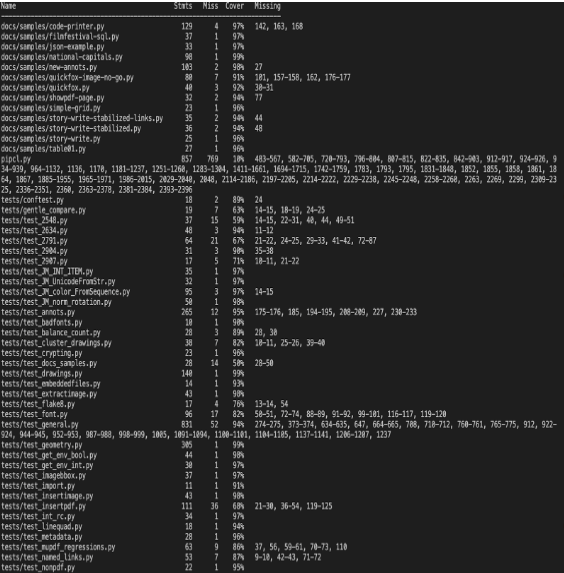 Name Stmts Miss Cover Missing
docs/samples/code-printer.py 129 4 97% 142, 163, 168
docs/samples/filmfestival-sql.py 37 1 97%
docs/samples/json-example.py 33 1 97%
docs/samples/national-capitals.py 90 1 99%
docs/samples/new-annots.py 103 2 98% 27
docs/samples/quickfox-image-no-go.py 80 7 91% 101, 157-158, 162, 176-177
docs/samples/quickfox.py 40 3 92% 30-31
docs/samples/showpdf-page.py 32 2 94% 77
docs/samples/simple-grid.py 23 1 96%
docs/samples/story-write-stabilized-links.py 35 2 94% 44
docs/samples/story-write-stabilized.py 36 2 94% 48
docs/samples/story-write.py 25 1 96%
docs/samples/table01.py 27 1 96%
pipcl.py 857 769 10% 483-567, 582-705, 720-793, 796-804, 807-815, 822-835, 842-903, 912-917, 924-926, 9
34-939, 964-1132, 1136, 1170, 1181-1237, 1251-1260, 1283-1304, 1411-1661, 1694-1715, 1742-1759, 1783, 1793, 1795, 1831-1848, 1852, 1855, 1858, 1861, 18
64, 1867, 1885-1955, 1965-1971, 1986-2015, 2029-2040, 2048, 2114-2186, 2197-2205, 2214-2222, 2229-2238, 2245-2248, 2258-2260, 2263, 2269, 2299, 2309-23
25, 2336-2351, 2360, 2363-2378, 2381-2384, 2393-2396
tests/conftest.py 18 2 89% 24
tests/gentle_compare.py 19 7 63% 14-15, 18-19, 24-25
tests/test_2548.py 37 15 59% 14-15, 22-31, 40, 44, 49-51
tests/test_2634.py 48 3 94% 11-12
tests/test_2791.py 64 21 67% 21-22, 24-25, 29-33, 41-42, 72-87
tests/test_2904.py 31 3 90% 35-38
tests/test_2907.py 17 5 71% 10-11, 21-22
tests/test_JM_INT_ITEM.py 35 1 97%
tests/test_JM_UnicodeFromStr.py 32 1 97%
tests/test_JM_color_FromSequence.py 95 3 97% 14-15
tests/test_JM_norm_rotation.py 50 1 98%
tests/test_annots.py 265 12 95% 175-176, 185, 194-195, 208-209, 227, 230-233
tests/test_badfonts.py 10 1 90%
tests/test_balance_count.py 28 3 89% 28, 30
tests/test_cluster_drawings.py 38 7 82% 10-11, 25-26, 39-40
tests/test_crypting.py 23 1 96%
tests/test_docs_samples.py 28 14 50% 28-50
tests/test_drawings.py 140 1 99%
tests/test_embeddedfiles.py 14 1 93%
tests/test_extractimage.py 43 1 98%
tests/test_flake8.py 17 4 76% 13-14, 54
tests/test_font.py 96 17 82% 50-51, 72-74, 88-89, 91-92, 99-101, 116-117, 119-120
tests/test_general.py 831 52 94% 274-275, 373-374, 634-635, 647, 664-665, 708, 710-712, 760-761, 765-775, 912, 922-
924, 944-945, 952-953, 987-988, 998-999, 1085, 1091-1094, 1100-1101, 1104-1105, 1137-1141, 1206-1207, 1237
tests/test_geometry.py 305 1 99%
tests/test_get_env_bool.py 44 1 98%
tests/test_get_env_int.py 30 1 97%
tests/test_imagebbox.py 37 1 97%
tests/test_import.py 11 1 91%
tests/test_insertimage.py 43 1 98%
tests/test_insertpdf.py 111 36 68% 21-30, 36-54, 119-125
tests/test_int_rc.py 34 1 97%
tests/test_linequad.py 18 1 94%
tests/test_metadata.py 28 1 96%
tests/test_mupdf_regressions.py 63 9 86% 37, 56, 59-61, 70-73, 110
tests/test_named_links.py 53 7 87% 9-10, 42-43, 71-72
tests/test_nonpdf.py 22 1 95%